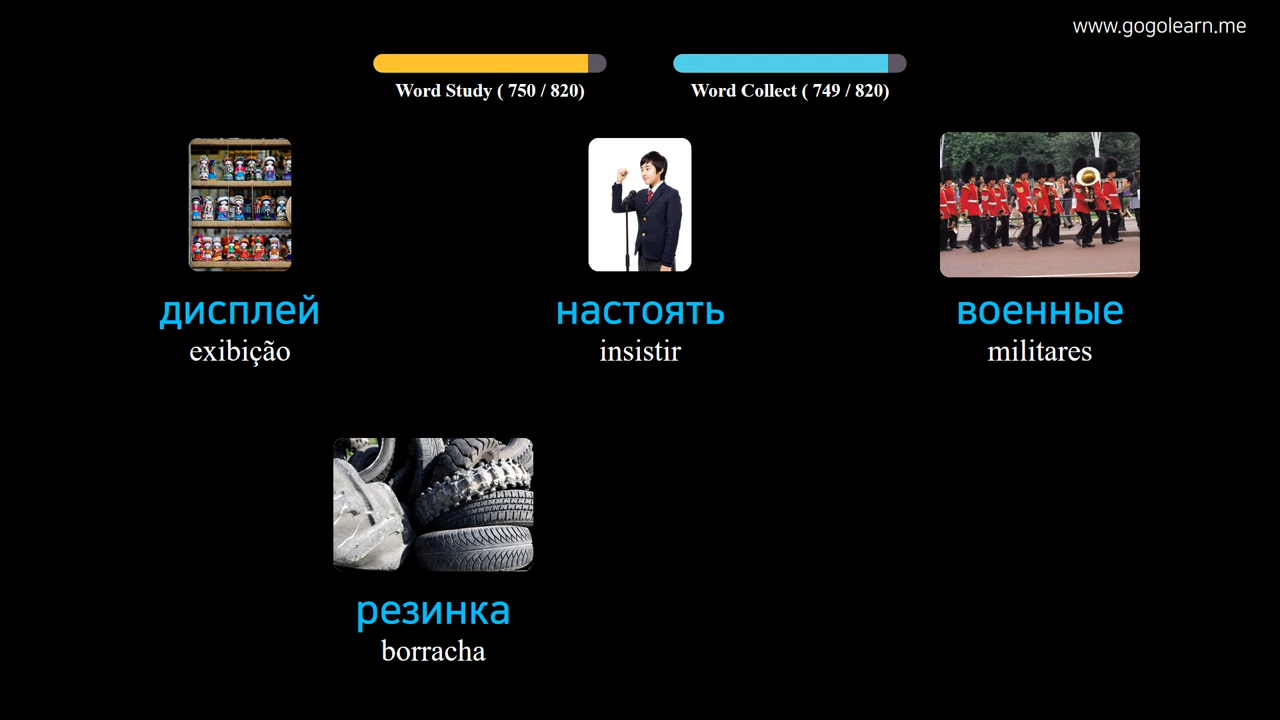 www.gogolearn.me
Word Study ( 750 / 820)
Word Collect ( 749 / 820)
дисплей
exibição
настоять
insistir
военные
militares
резинка
borracha